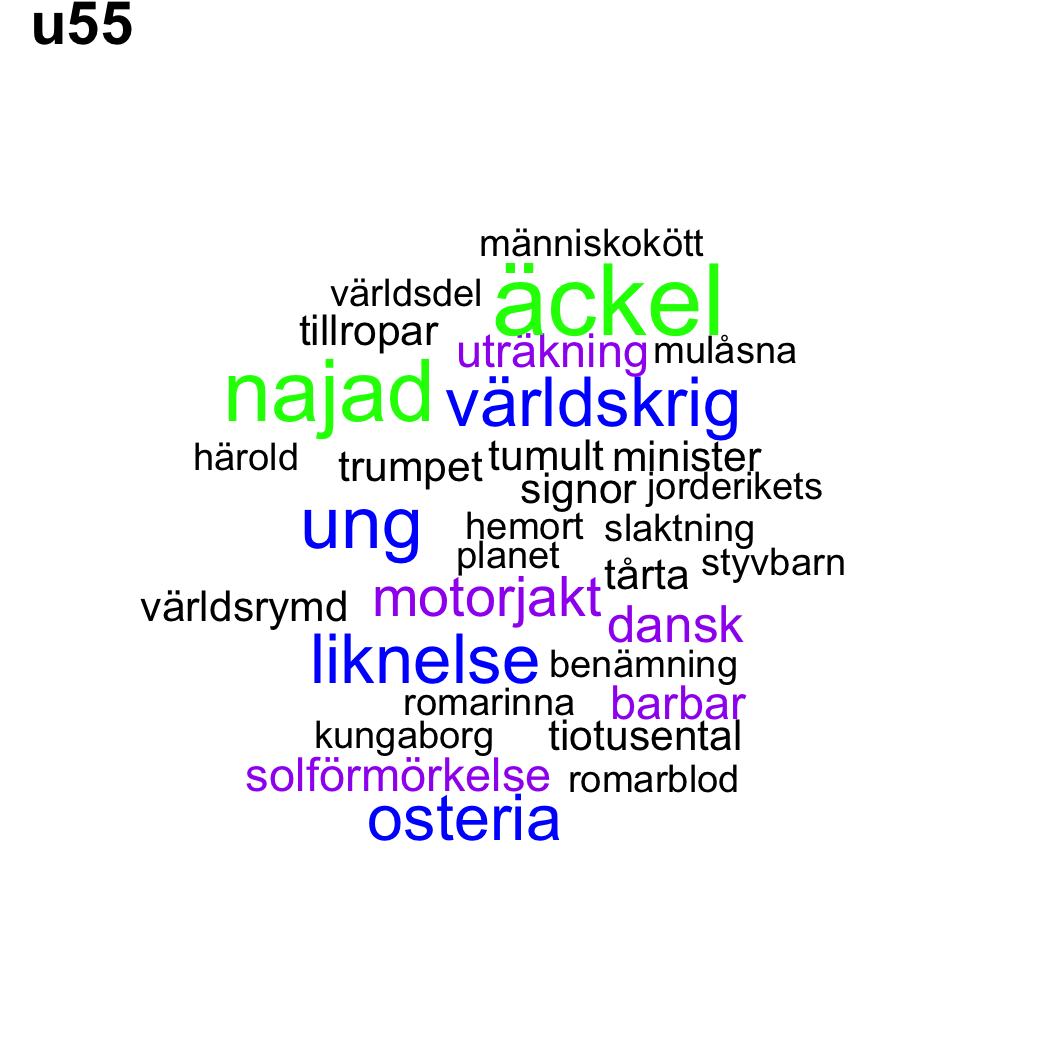 u55
människokött
världsdel äckel
tillropar
uträkning mulåsna
najad världskrig
härold trumpet tumult minister
signor jorderikets
ung hemort slaktning
planet tårta styvbarn
världsrymd motorjakt
dansk
liknelse benämning
romarinna barbar
kungaborg tiotusental
solförmörkelse romarblod
osteria